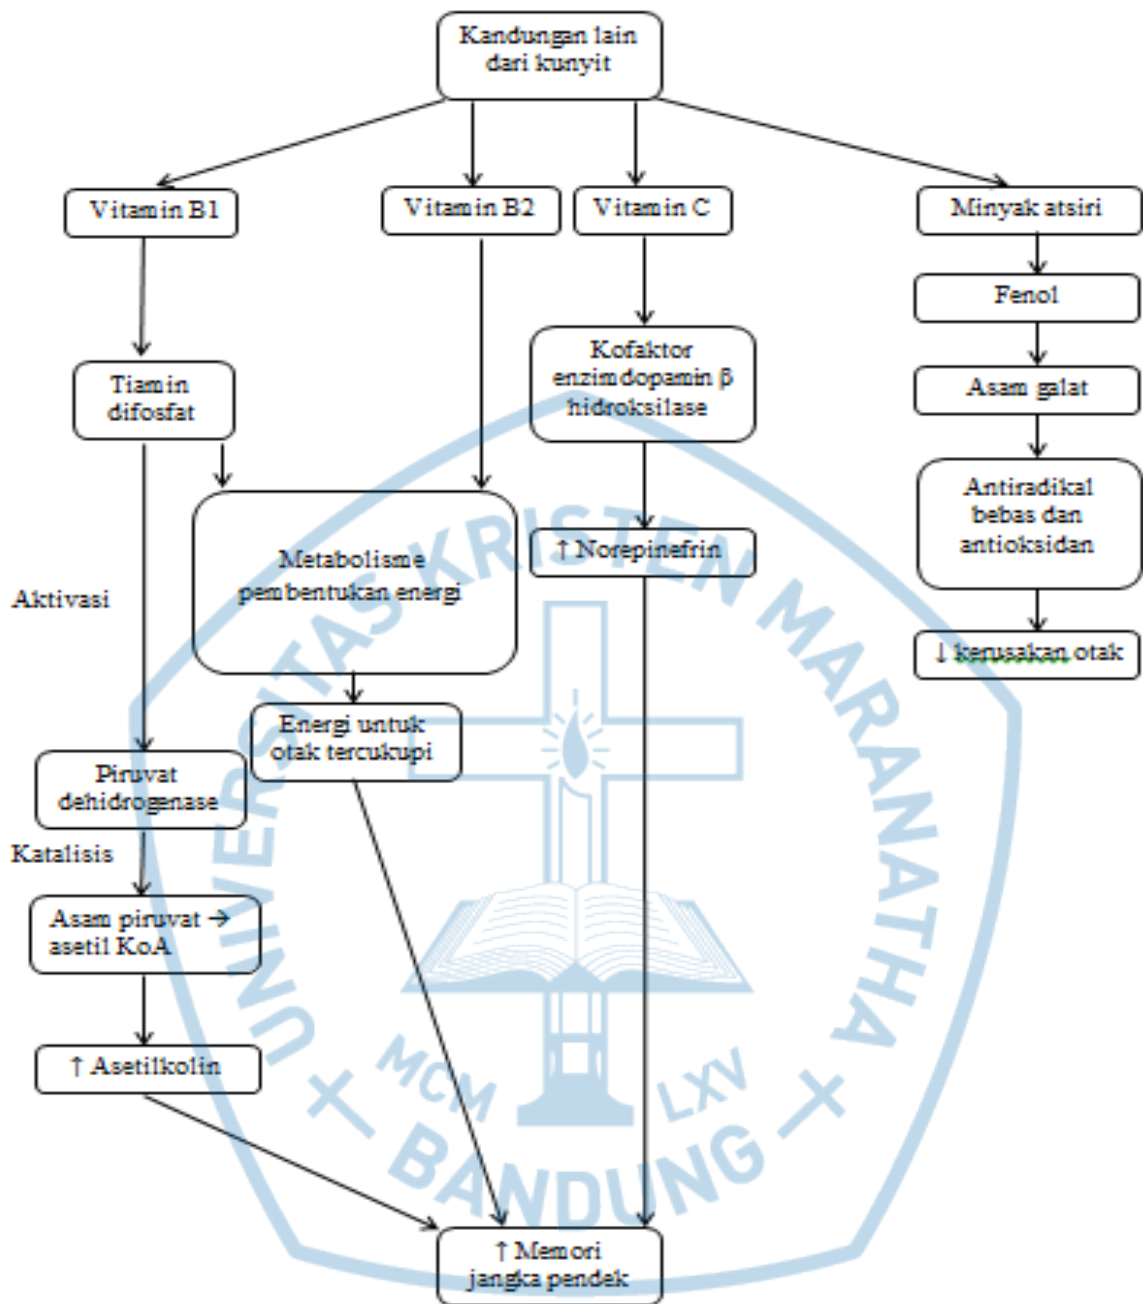 Kandungan lain
dari kunyit
Vitamin B1
Vitamin B2
Vitamin C
Minyak atsiri
Fenol
Kofaktor
enzimdopamin β
hidroksilase
Tiamin
difosfat
Asam galat
Antiradikal
bebas dan
antioksidan
↑ Norepinefrin
Metabolisme
pembentukan energi
Aktivasi
↓ kerusakan otak
Energi untuk
otak tercukupi
Piruvat
dehidrogenase
Katalisis
Asam piruvat →
asetil KoA
↑ Asetilkolin
↑ Memori
jangka pendek
UNIVERSITAS KRISTEN MARANATHA
MCM LXV
BANDUNG